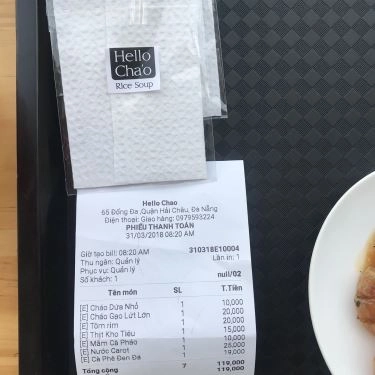 Hello
Cháo
Rice Soup
Hello Chao
65 Đống Đa ,Quận Hải Châu, Đà Nẵng
Điện thoại: Giao hàng: 0979593224
PHIẾU THANH TOÁN
31/03/2018 08:20 AM
Giờ tạo bill: 08:20 AM 310318E10004
Thu ngân: Quản lý Lần in: 1
Phục vụ: Quản lý
Số khách: 1 null/02
Tên món SL T.Tiền
[E] Cháo Dừa Nhỏ 1 10,000
[E] Cháo Gạo Lứt Lớn 1 20,000
[E] Tôm rim 1 20,000
[E] Thịt Kho Tiêu 1 15,000
[E] Mắm Cà Pháo 1 10,000
[E] Nước Carot 1 25,000
[E] Cà Phê Đen Đá 1 19,000
Tổng cộng 7 119,000
119,000